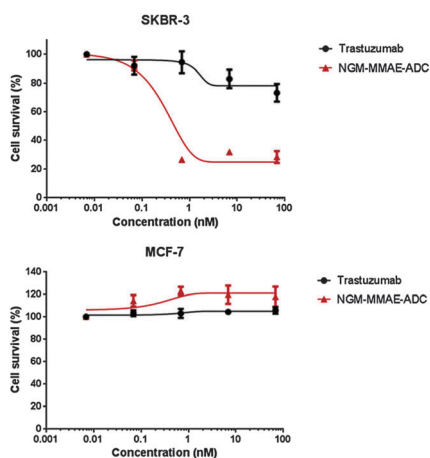 SKBR-3
Cell survival (%)
100
80
60
40
20
0
0.001 0.01 0.1 1 10 100
Concentration (nM)
Trastuzumab
NGM-MMAE-ADC
MCF-7
Cell survival (%)
140
120
100
80
60
40
20
0
0.001 0.01 0.1 1 10 100
Concentration (nM)
Trastuzumab
NGM-MMAE-ADC